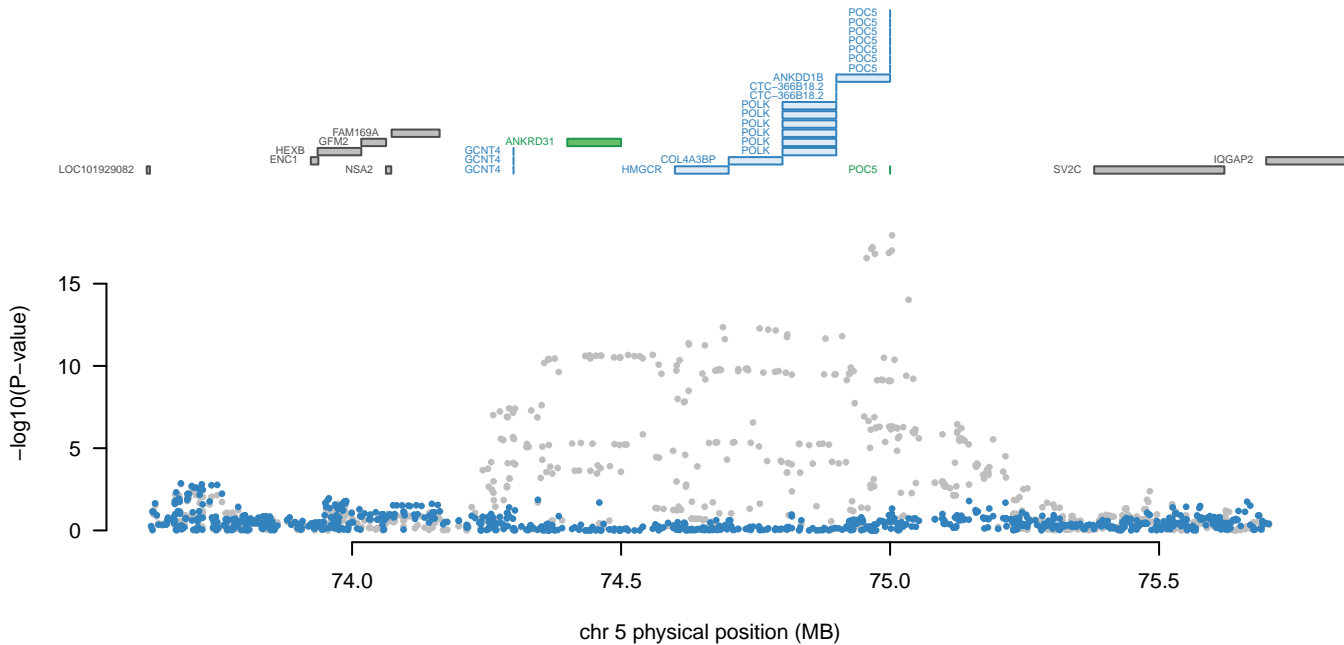 POC5
POC5
POC5
POC5
POC5
POC5
POC5
ANKDD1B
CTC−366B18.2
CTC−366B18.2
POLK
POLK
POLK
POLK
POLK
POLK
FAM169A
GFM2
ANKRD31
HEXB
GCNT4
ENC1
GCNT4
COL4A3BP
IQGAP2
LOC101929082
NSA2
GCNT4
HMGCR
POC5
SV2C
15
10
5
0
−log10(P−value)
74.0 74.5 75.0 75.5
chr 5 physical position (MB)